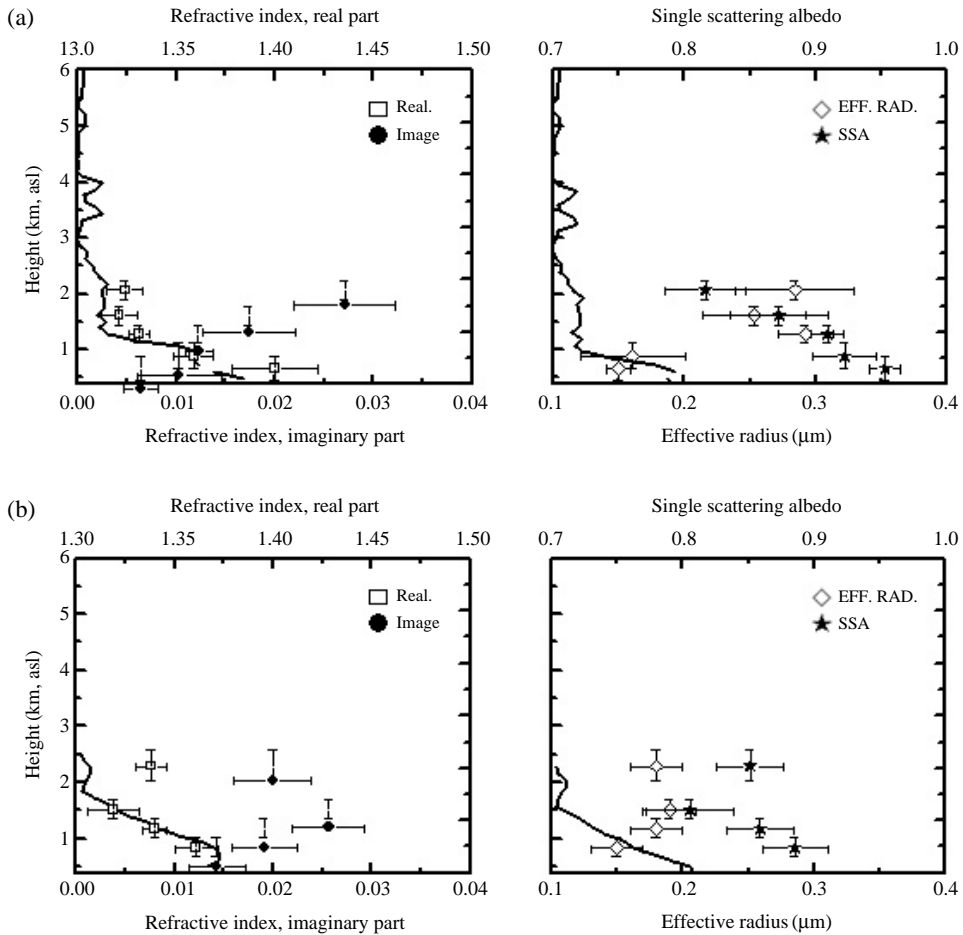 (a)
Refractive index, real part
Single scattering albedo
13.0 1.35 1.40 1.45 1.50
0.7 0.8 0.9 1.0
6
5
4
3
2
1
Height (km, asl)
Real.
Image
EFF. RAD.
SSA
0.00 0.01 0.02 0.03 0.04
0.1 0.2 0.3 0.4
Refractive index, imaginary part
Effective radius (μm)
(b)
Refractive index, real part
Single scattering albedo
1.30 1.35 1.40 1.45 1.50
0.7 0.8 0.9 1.0
6
5
4
3
2
1
Height (km, asl)
Real.
Image
EFF. RAD.
SSA
0.00 0.01 0.02 0.03 0.04
0.1 0.2 0.3 0.4
Refractive index, imaginary part
Effective radius (μm)